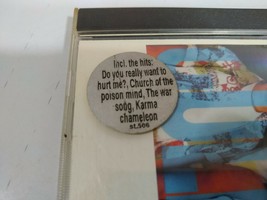 Incl. the hits:
Do you really want to
hurt me?, Church of the
poison mind, The war
song, Karma
chameleon
st.506